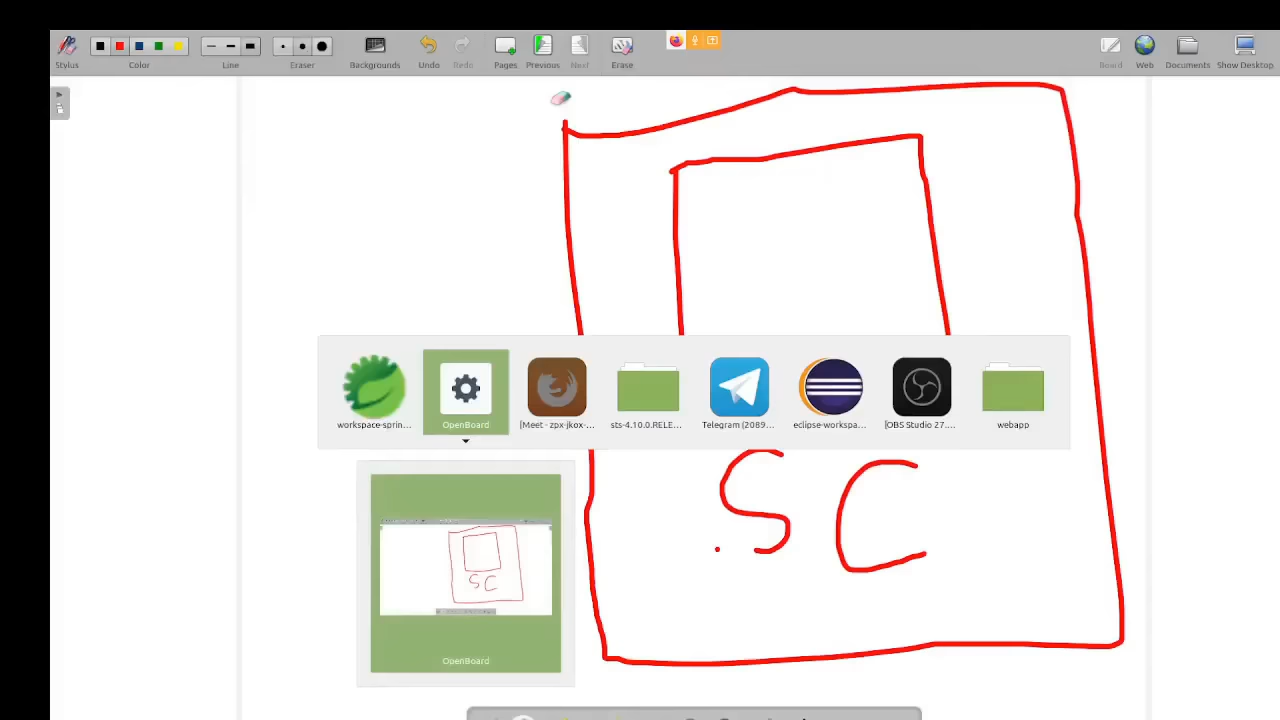 Stylus Color Line Eraser Backgrounds Undo Redo Pages Previous Next Erase Board Web Documents Show Desktop
workspace-sprin... OpenBoard [Meet - zpx-jkox-... sts-4.10.0.RELE... Telegram (2089... eclipse-workspa... [OBS Studio 27.... webapp
SC
SC
OpenBoard